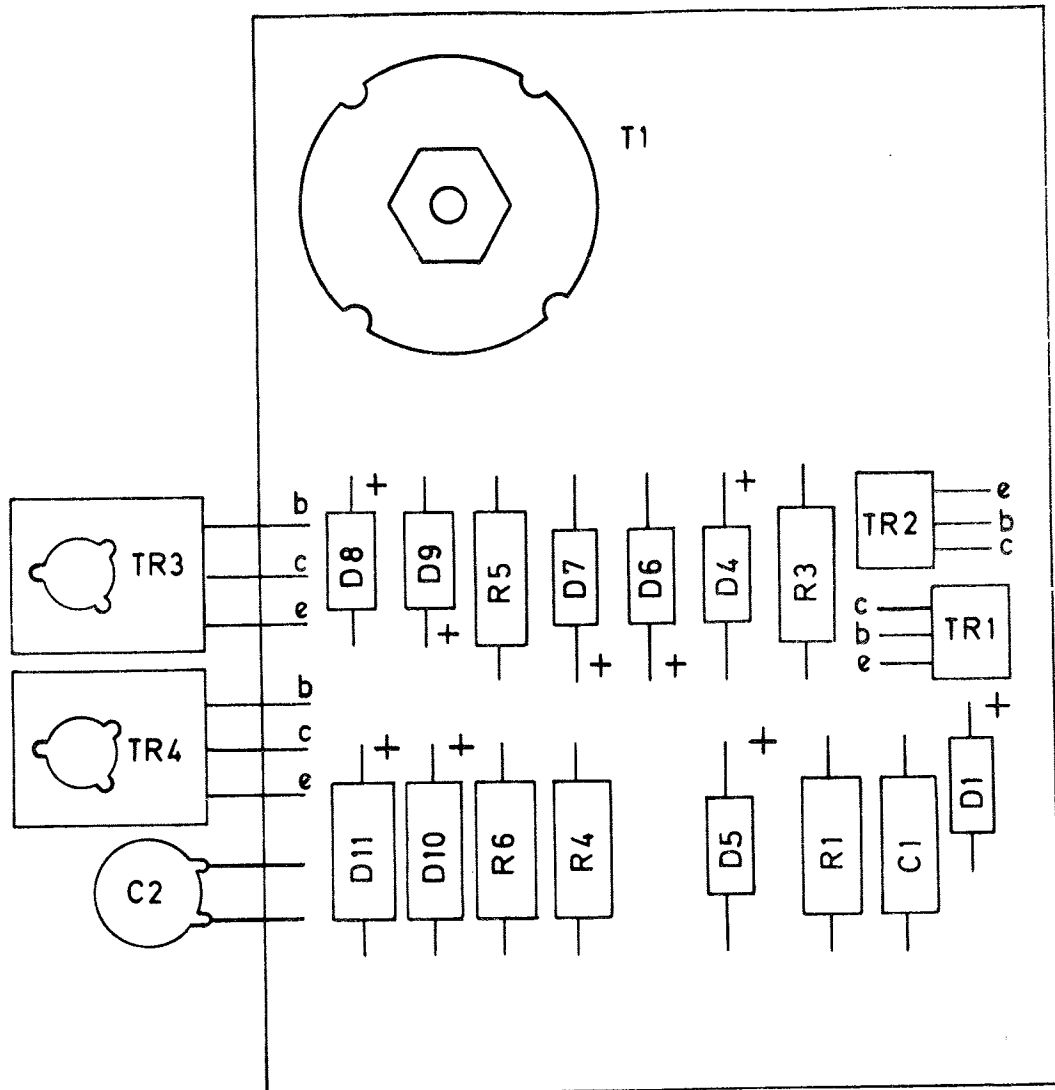 T1
b
c
e
TR3
D8
+
D9
+
R5
D7
+
D6
+
D4
+
R3
TR2
e
b
c
c
b
e
TR1
b
c
e
TR4
C2
D11
+
D10
+
R6
R4
D5
+
R1
C1
D1
+